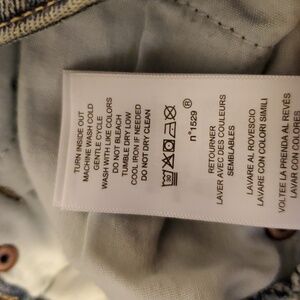 TURN INSIDE OUT
MACHINE WASH COLD
GENTLE CYCLE
WASH WITH LIKE COLORS
DO NOT BLEACH
TUMBLE DRY LOW
COOL IRON IF NEEDED
DO NOT DRY CLEAN
n°1529
®
RETOURNER
LAVER AVEC DES COULEURS
SEMBLABLES
LAVARE AL ROVESCIO
LAVARE CON COLORI SIMILI
VOLTEE LA PRENDA AL REVÉS
LAVAR CON COLORES